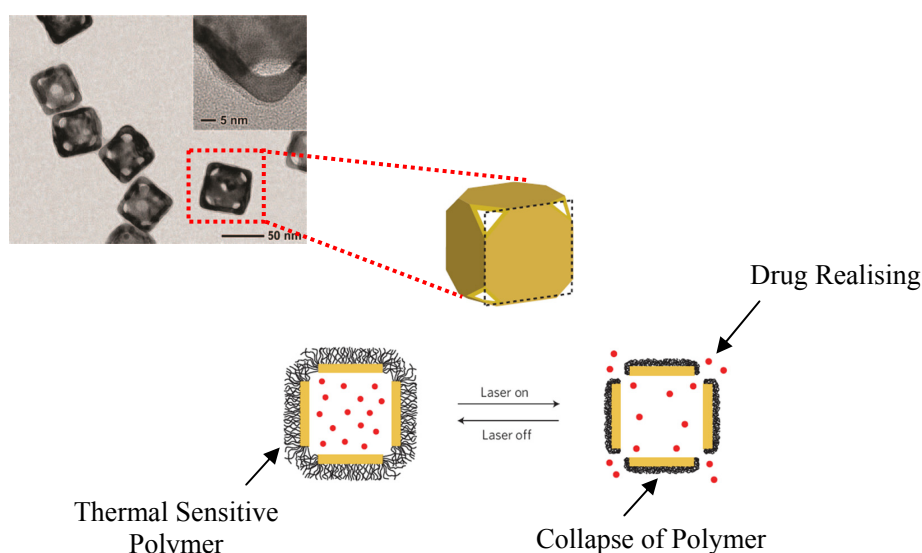 5 nm
50 nm
Drug Realising
Laser on
Laser off
Thermal Sensitive
Polymer
Collapse of Polymer